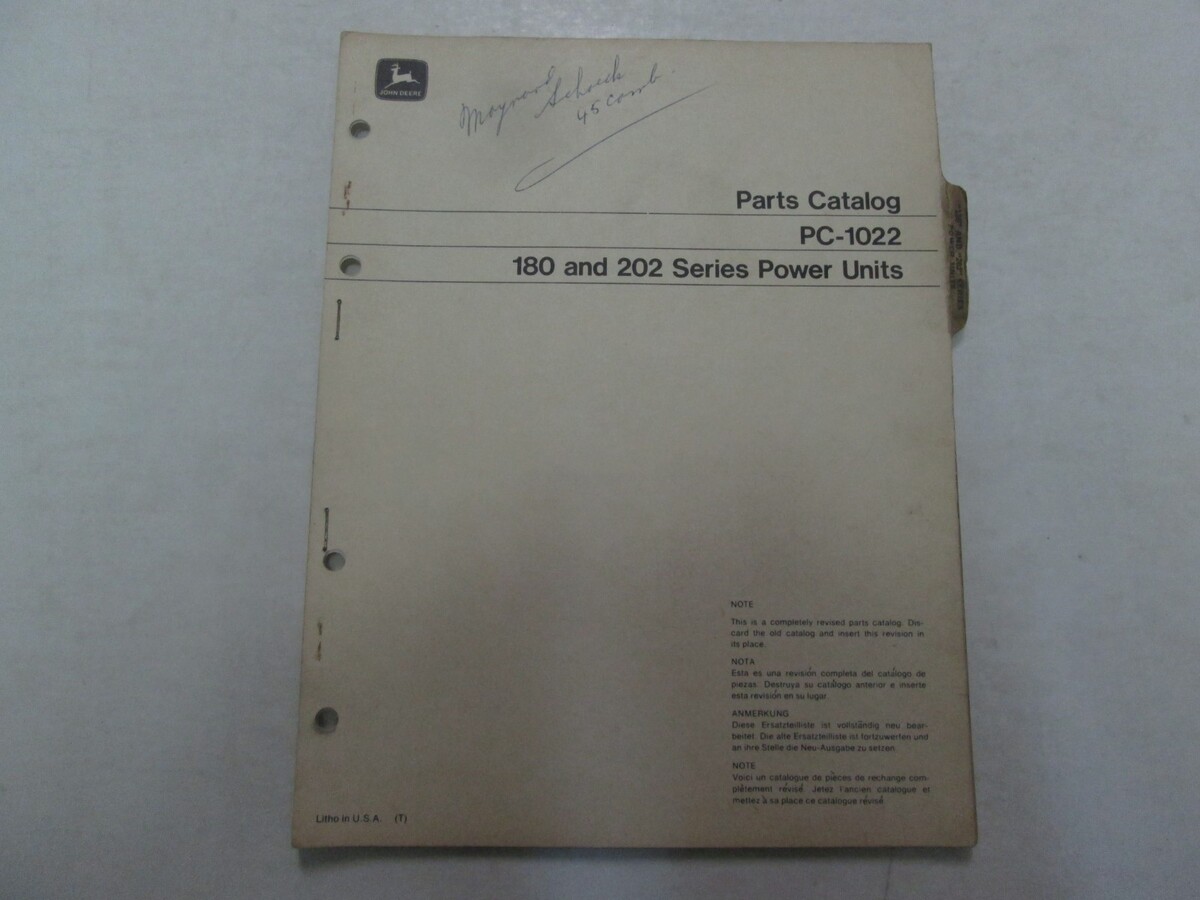 JOHN DEERE
Maynard
Schoeck
45 comb.
Parts Catalog
PC-1022
180 and 202 Series Power Units
NOTE
This is a completely revised parts catalog. Dis-
card the old catalog and insert this revision in
its place.
NOTA
Esta es una revisión completa del catálogo de
piezas. Destruya su catálogo anterior e inserte
esta revisión en su lugar.
ANMERKUNG
Diese Ersatzteilliste ist vollständig neu bear-
beitet. Die alte Ersatzteilliste ist fortzuwerfen und
an ihre Stelle die Neu-Ausgabe zu setzen.
NOTE
Voici un catalogue de pièces de rechange com-
plètement révisé. Jetez l'ancien catalogue et
mettez à sa place ce catalogue révisé.
Litho in U.S.A. (T)